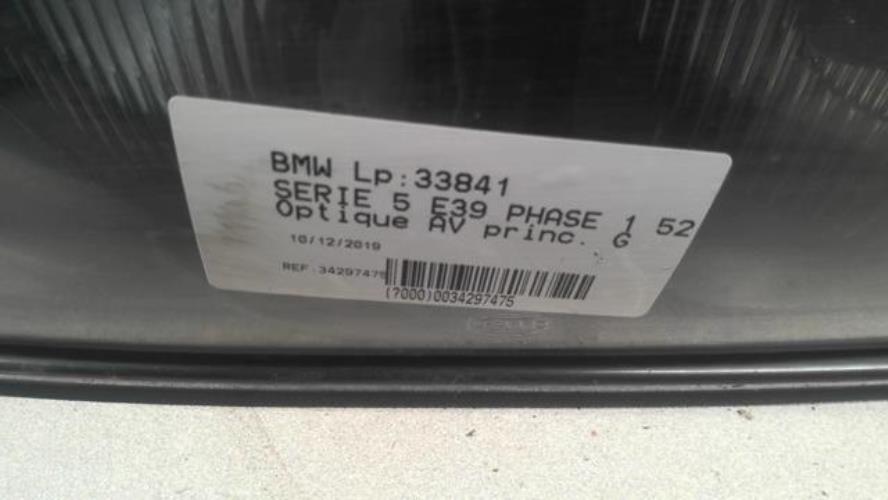 BMW Lp:33841
SERIE 5 E39 PHASE 1 52
Optique AV princ. G
10/12/2019
REF : 34297475
(7000)0034297475
HELLA